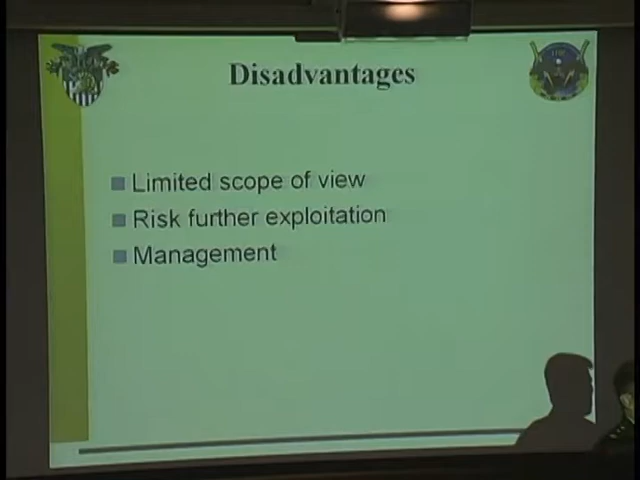 Disadvantages
Limited scope of view
Risk further exploitation
Management